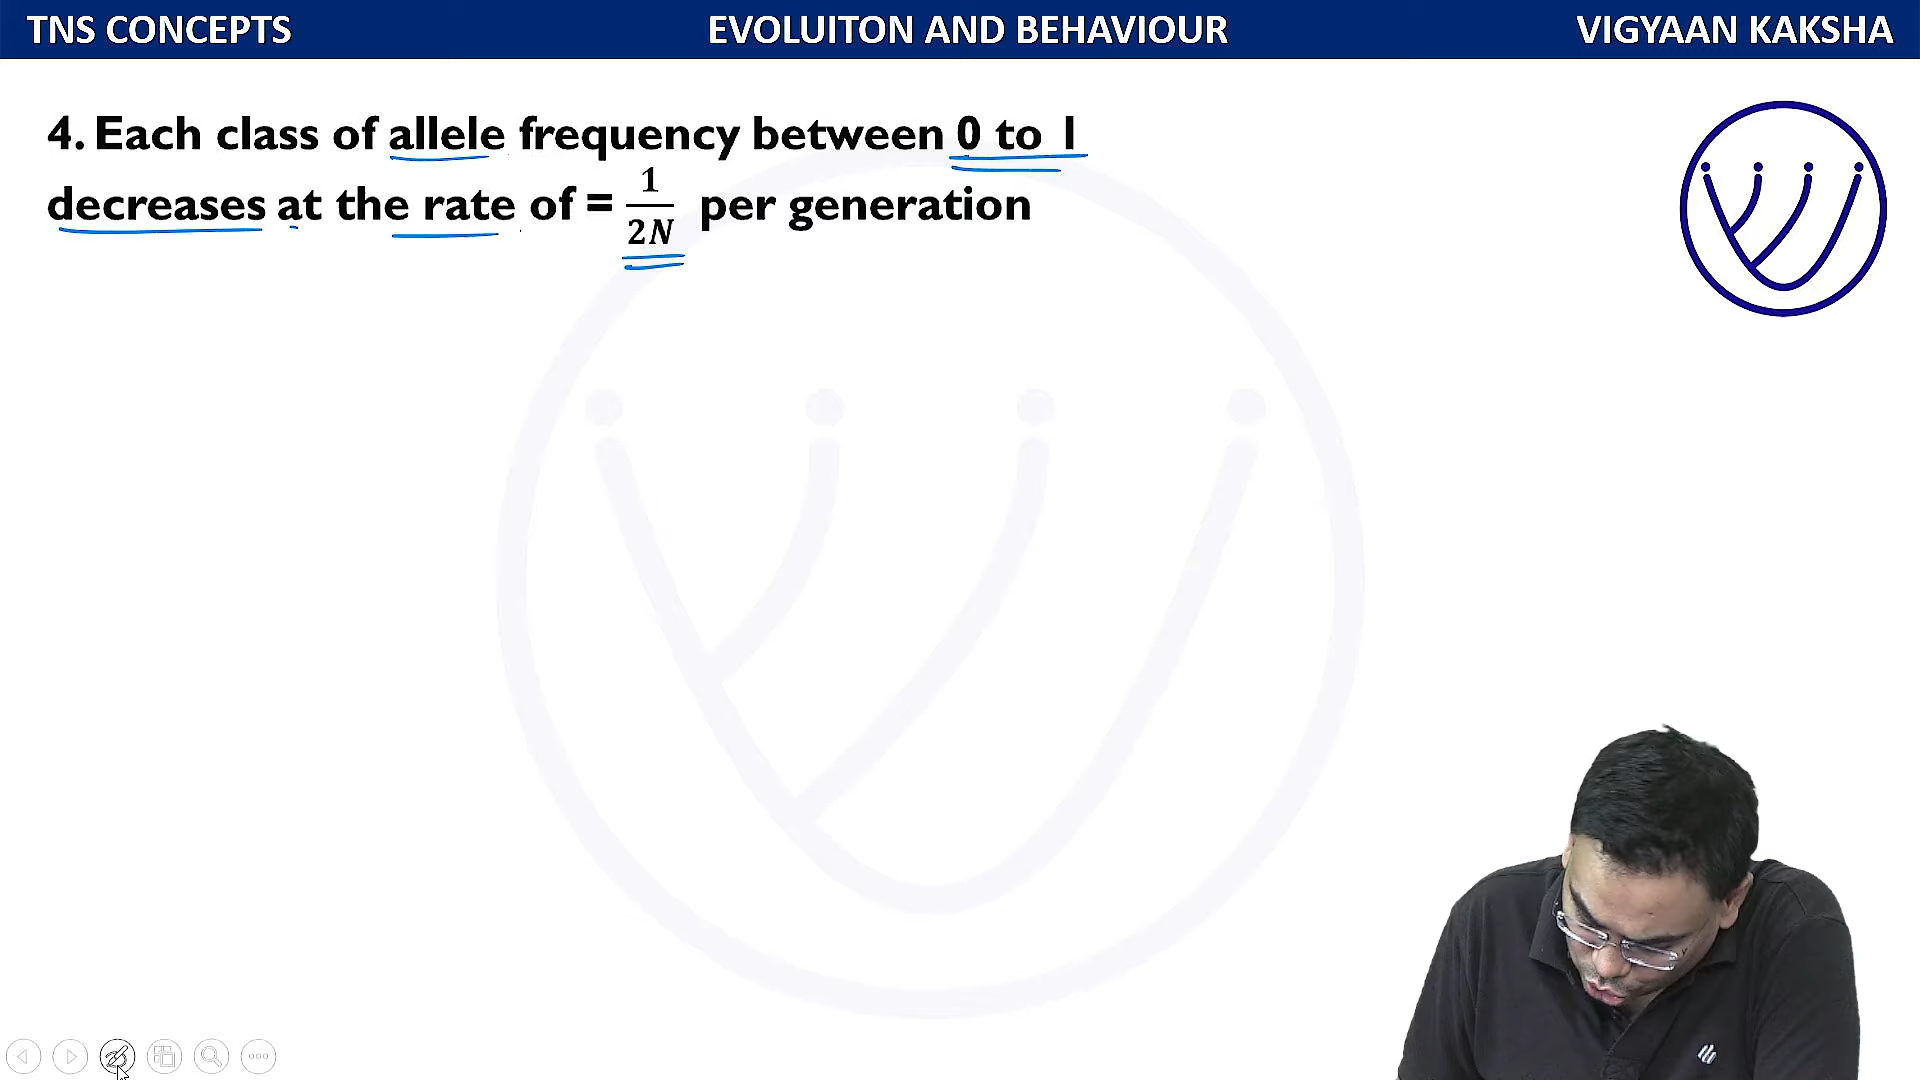 TNS CONCEPTS
EVOLUITON AND BEHAVIOUR
VIGYAAN KAKSHA
4. Each class of allele frequency between 0 to 1
decreases at the rate of = 1/2N per generation